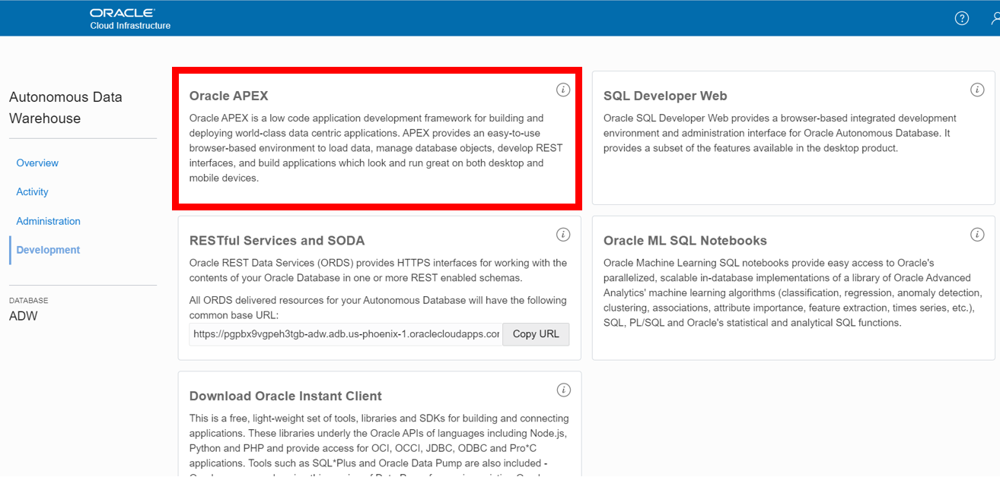 ORACLE
Cloud Infrastructure
Autonomous Data
Warehouse
Overview
Activity
Administration
Development
DATABASE
ADW
Oracle APEX
Oracle APEX is a low code application development framework for building and
deploying world-class data centric applications. APEX provides an easy-to-use
browser-based environment to load data, manage database objects, develop REST
interfaces, and build applications which look and run great on both desktop and
mobile devices.
SQL Developer Web
Oracle SQL Developer Web provides a browser-based integrated development
environment and administration interface for Oracle Autonomous Database. It
provides a subset of the features available in the desktop product.
RESTful Services and SODA
Oracle REST Data Services (ORDS) provides HTTPS interfaces for working with the
contents of your Oracle Database in one or more REST enabled schemas.
All ORDS delivered resources for your Autonomous Database will have the following
common base URL:
https://pgpbx9vgpeh3tgb-adw.adb.us-phoenix-1.oraclecloudapps.cor
Copy URL
Oracle ML SQL Notebooks
Oracle Machine Learning SQL notebooks provide easy access to Oracle's
parallelized, scalable in-database implementations of a library of Oracle Advanced
Analytics' machine learning algorithms (classification, regression, anomaly detection,
clustering, associations, attribute importance, feature extraction, times series, etc.),
SQL, PL/SQL and Oracle's statistical and analytical SQL functions.
Download Oracle Instant Client
This is a free, light-weight set of tools, libraries and SDKs for building and connecting
applications. These libraries underly the Oracle APIs of languages including Node.js,
Python and PHP and provide access for OCI, OCCI, JDBC, ODBC and Pro*C
applications. Tools such as SQL*Plus and Oracle Data Pump are also included -